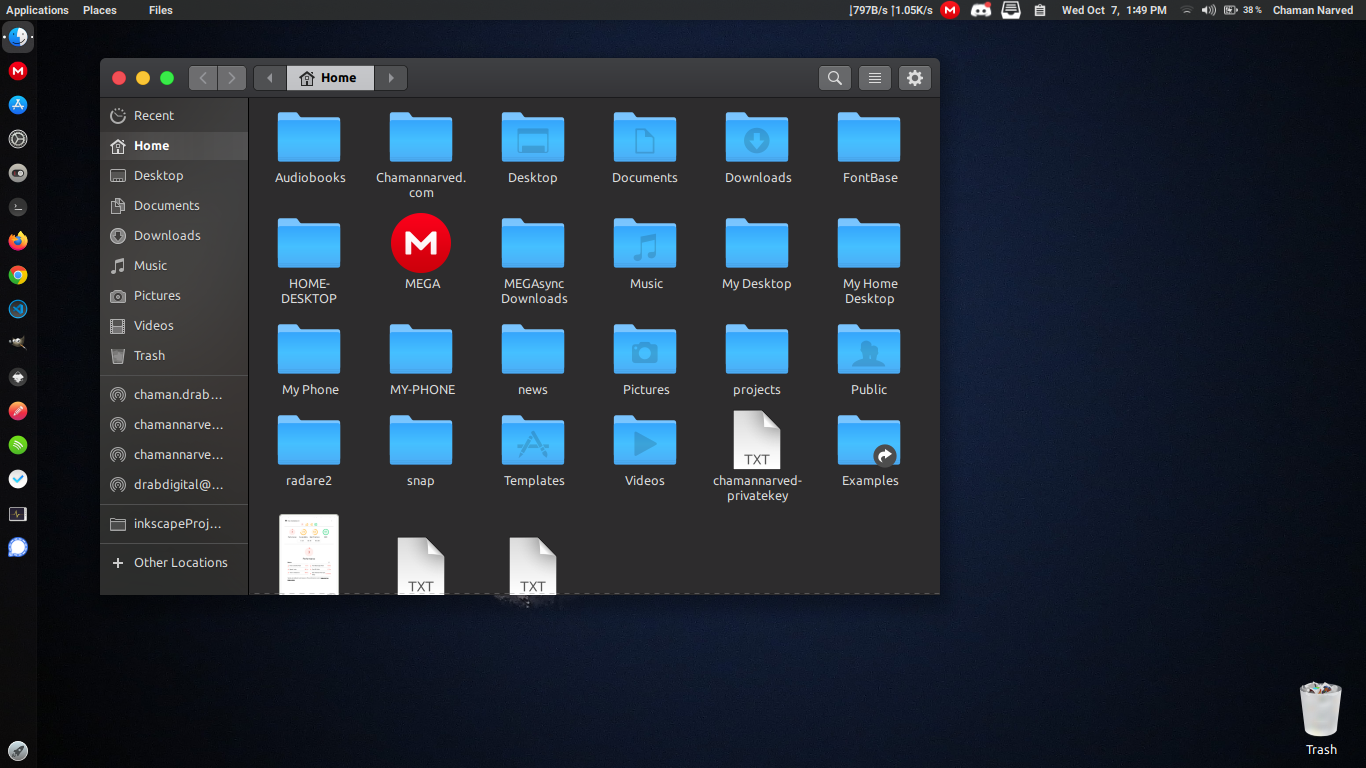 Applications Places Files ↓797B/s ↑1.05K/s Wed Oct 7, 1:49 PM 38 % Chaman Narved
Home
Recent
Home
Desktop
Documents
Downloads
Music
Pictures
Videos
Trash
chaman.drab...
chamannarve...
chamannarve...
drabdigital@...
inkscapeProj...
Other Locations
Audiobooks
Chamannarved.
com
Desktop
Documents
Downloads
FontBase
HOME-
DESKTOP
MEGA
MEGAsync
Downloads
Music
My Desktop
My Home
Desktop
My Phone
MY-PHONE
news
Pictures
projects
Public
radare2
snap
Templates
Videos
TXT
chamannarved-
privatekey
Examples
TXT
TXT
Trash